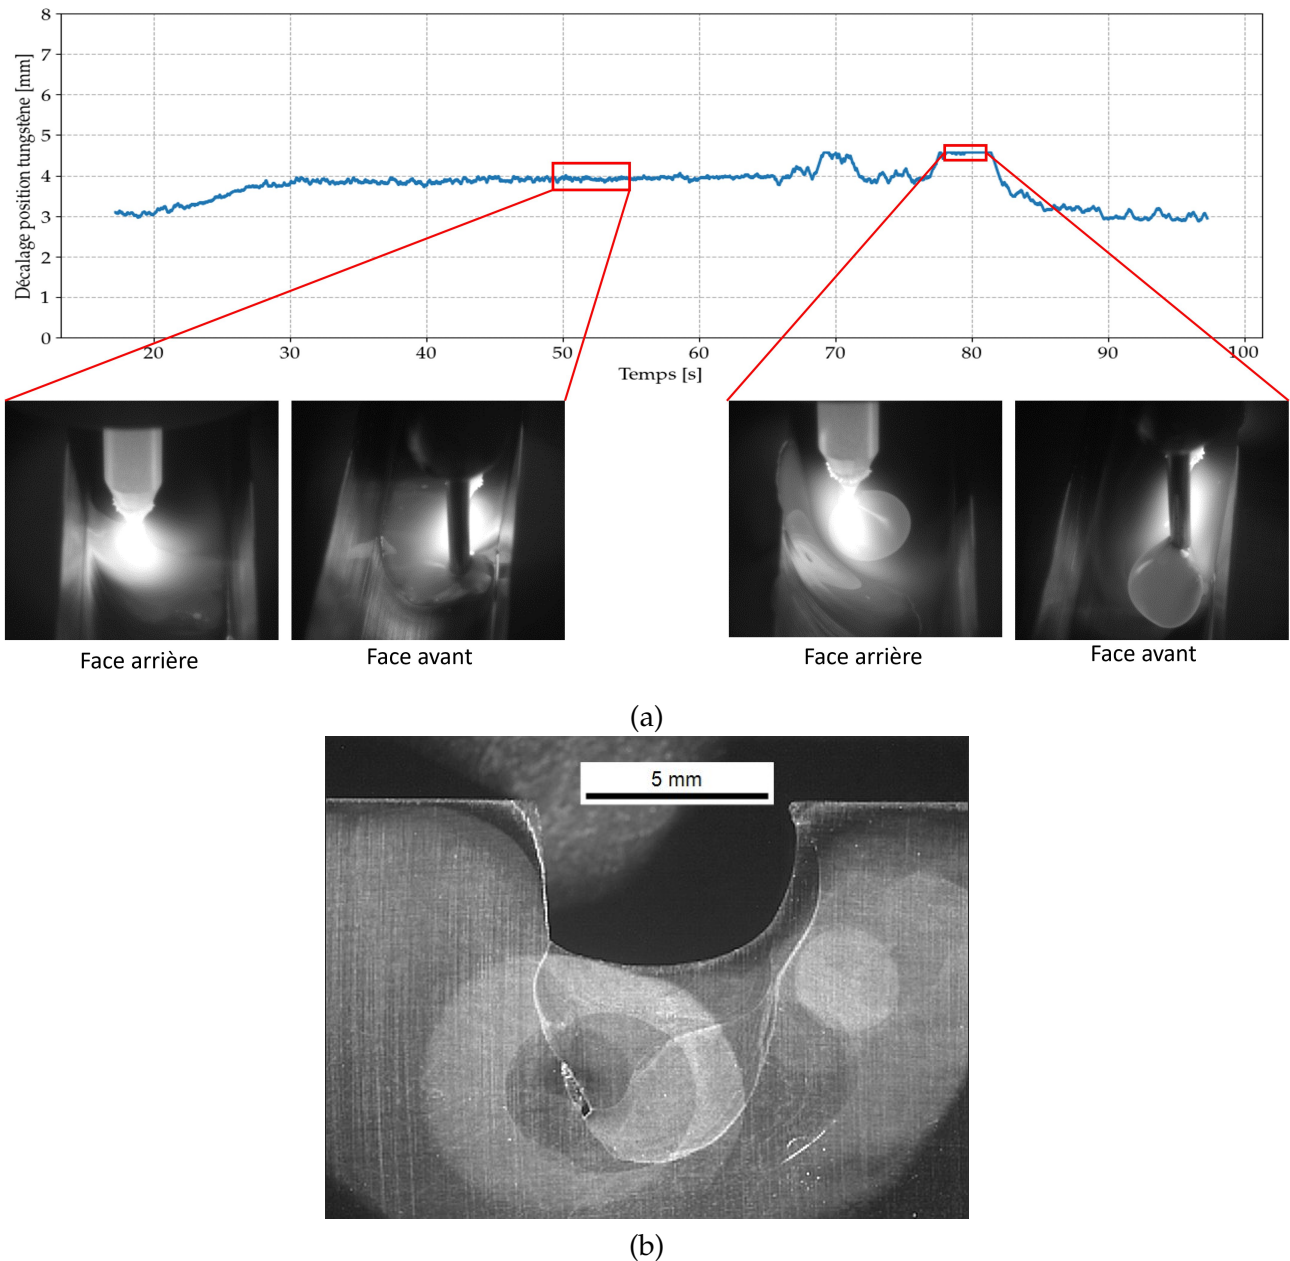 Décalage position tungstène [mm]
8
7
6
5
4
3
2
1
0
20 30 40 50 60 70 80 90 100
Temps [s]
Face arrière Face avant Face arrière Face avant
(a)
5 mm
(b)